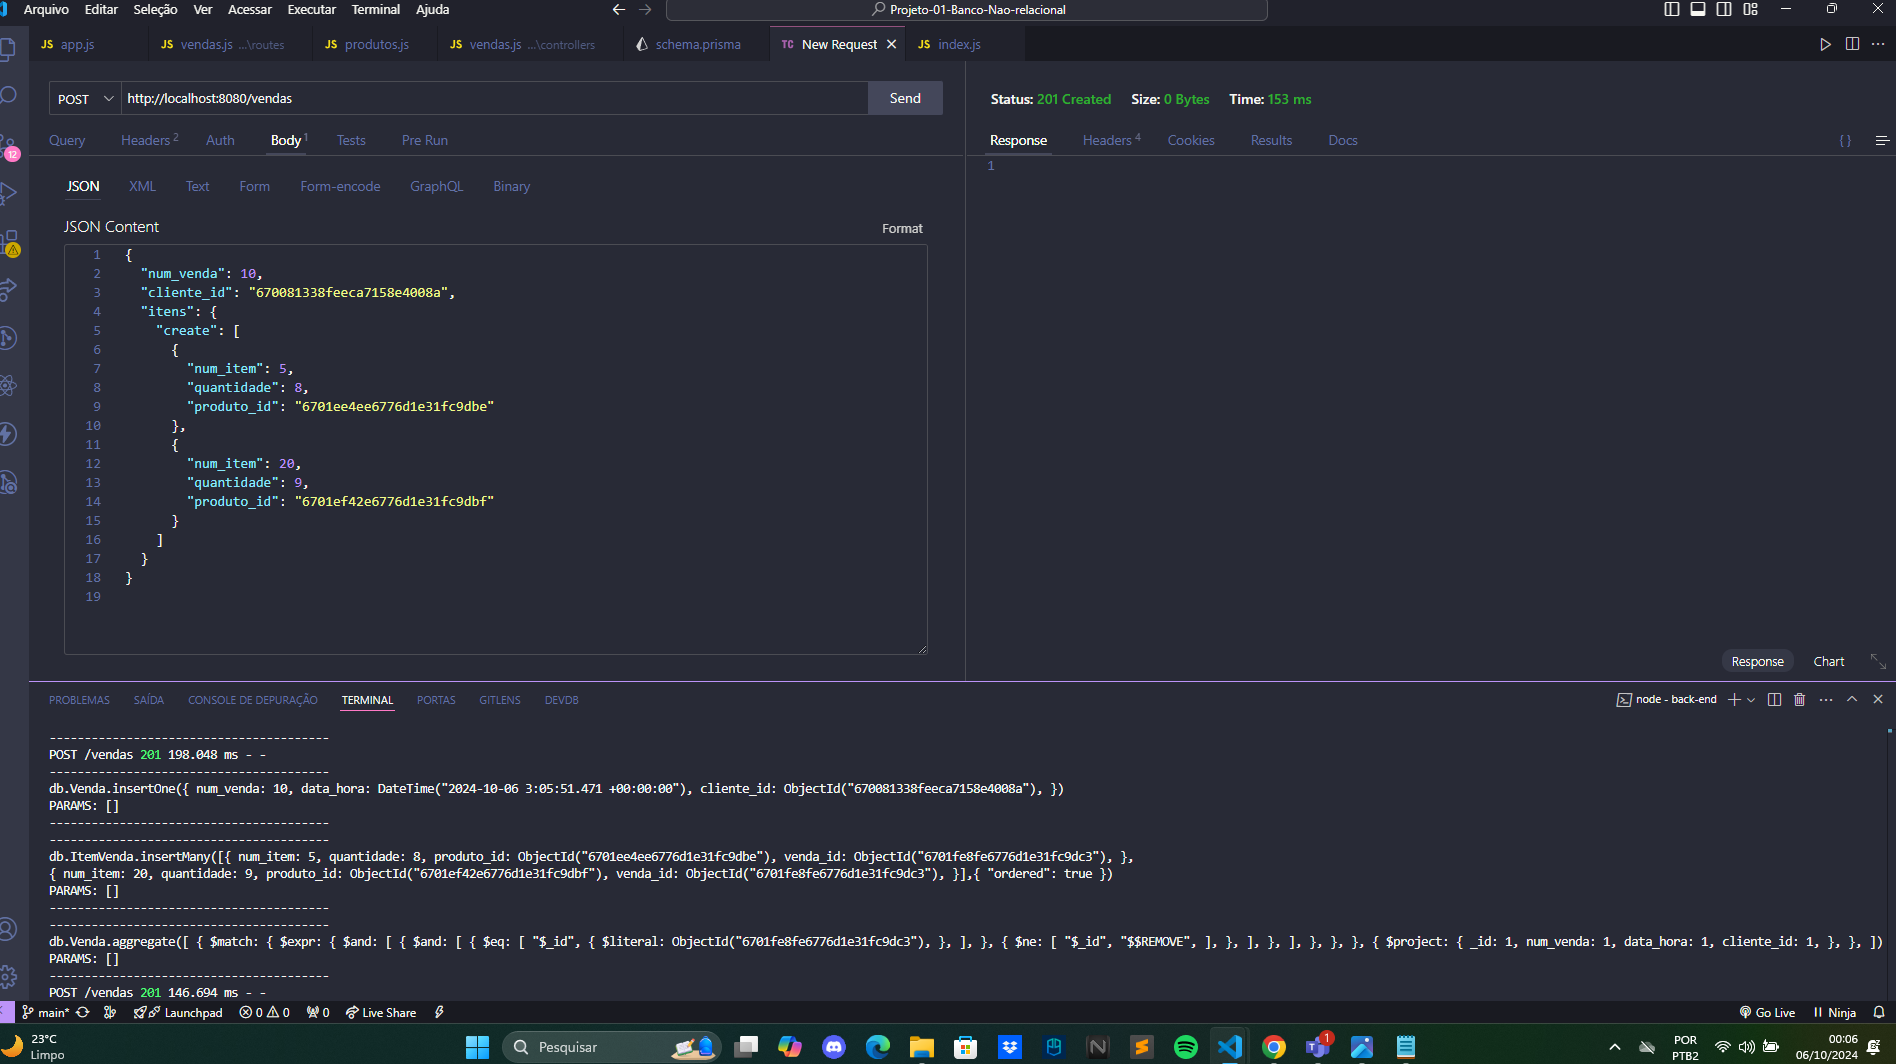 Arquivo Editar Seleção Ver Acessar Executar Terminal Ajuda
Projeto-01-Banco-Nao-relacional
JS app.js
JS vendas.js ...\routes
JS produtos.js
JS vendas.js ...\controllers
schema.prisma
TC New Request
JS index.js
POST http://localhost:8080/vendas Send
Status: 201 Created Size: 0 Bytes Time: 153 ms
Query Headers 2 Auth Body 1 Tests Pre Run
Response Headers 4 Cookies Results Docs { }
1
JSON XML Text Form Form-encode GraphQL Binary
JSON Content Format
1 {
2 "num_venda": 10,
3 "cliente_id": "670081338feeca7158e4008a",
4 "itens": {
5 "create": [
6 {
7 "num_item": 5,
8 "quantidade": 8,
9 "produto_id": "6701ee4ee6776d1e31fc9dbe"
10 },
11 {
12 "num_item": 20,
13 "quantidade": 9,
14 "produto_id": "6701ef42e6776d1e31fc9dbf"
15 }
16 ]
17 }
18 }
19
12
Response Chart
PROBLEMAS SAÍDA CONSOLE DE DEPURAÇÃO TERMINAL PORTAS GITLENS DEVDB
node - back-end
----------------------------------------
POST /vendas 201 198.048 ms - -
----------------------------------------
db.Venda.insertOne({ num_venda: 10, data_hora: DateTime("2024-10-06 3:05:51.471 +00:00:00"), cliente_id: ObjectId("670081338feeca7158e4008a"), })
PARAMS: []
----------------------------------------
----------------------------------------
db.ItemVenda.insertMany([{ num_item: 5, quantidade: 8, produto_id: ObjectId("6701ee4ee6776d1e31fc9dbe"), venda_id: ObjectId("6701fe8fe6776d1e31fc9dc3"), },
{ num_item: 20, quantidade: 9, produto_id: ObjectId("6701ef42e6776d1e31fc9dbf"), venda_id: ObjectId("6701fe8fe6776d1e31fc9dc3"), }],{ "ordered": true })
PARAMS: []
----------------------------------------
----------------------------------------
db.Venda.aggregate([ { $match: { $expr: { $and: [ { $and: [ { $eq: [ "$_id", { $literal: ObjectId("6701fe8fe6776d1e31fc9dc3"), }, ], }, { $ne: [ "$_id", "$$REMOVE", ], }, ], }, ], }, }, }, { $project: { _id: 1, num_venda: 1, data_hora: 1, cliente_id: 1, }, }, ])
PARAMS: []
----------------------------------------
POST /vendas 201 146.694 ms - -
main* Launchpad 0 0 0 Live Share Go Live Ninja
23°C
Limpo
Pesquisar
1
POR
PTB2
00:06
06/10/2024